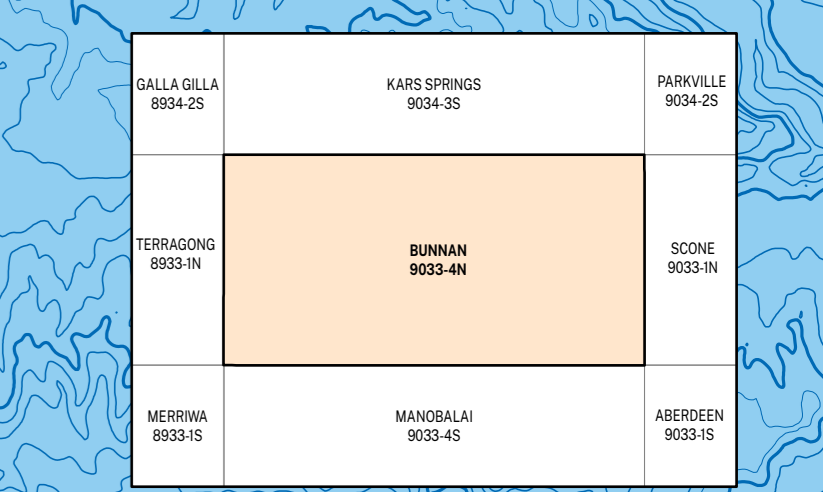 GALLA GILLA
8934-2S
KARS SPRINGS
9034-3S
PARKVILLE
9034-2S
TERRAGONG
8933-1N
BUNNAN
9033-4N
SCONE
9033-1N
MERRIWA
8933-1S
MANOBALAI
9033-4S
ABERDEEN
9033-1S